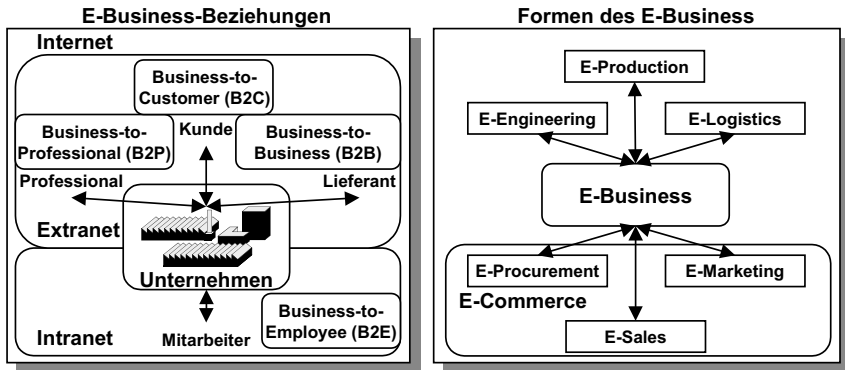 E-Business-Beziehungen
Internet
Business-to-
Customer (B2C)
Business-to-
Professional (B2P)
Kunde
Business-to-
Business (B2B)
Professional
Lieferant
Extranet
Unternehmen
Intranet
Mitarbeiter
Business-to-
Employee (B2E)
Formen des E-Business
E-Production
E-Engineering
E-Logistics
E-Business
E-Procurement
E-Marketing
E-Commerce
E-Sales